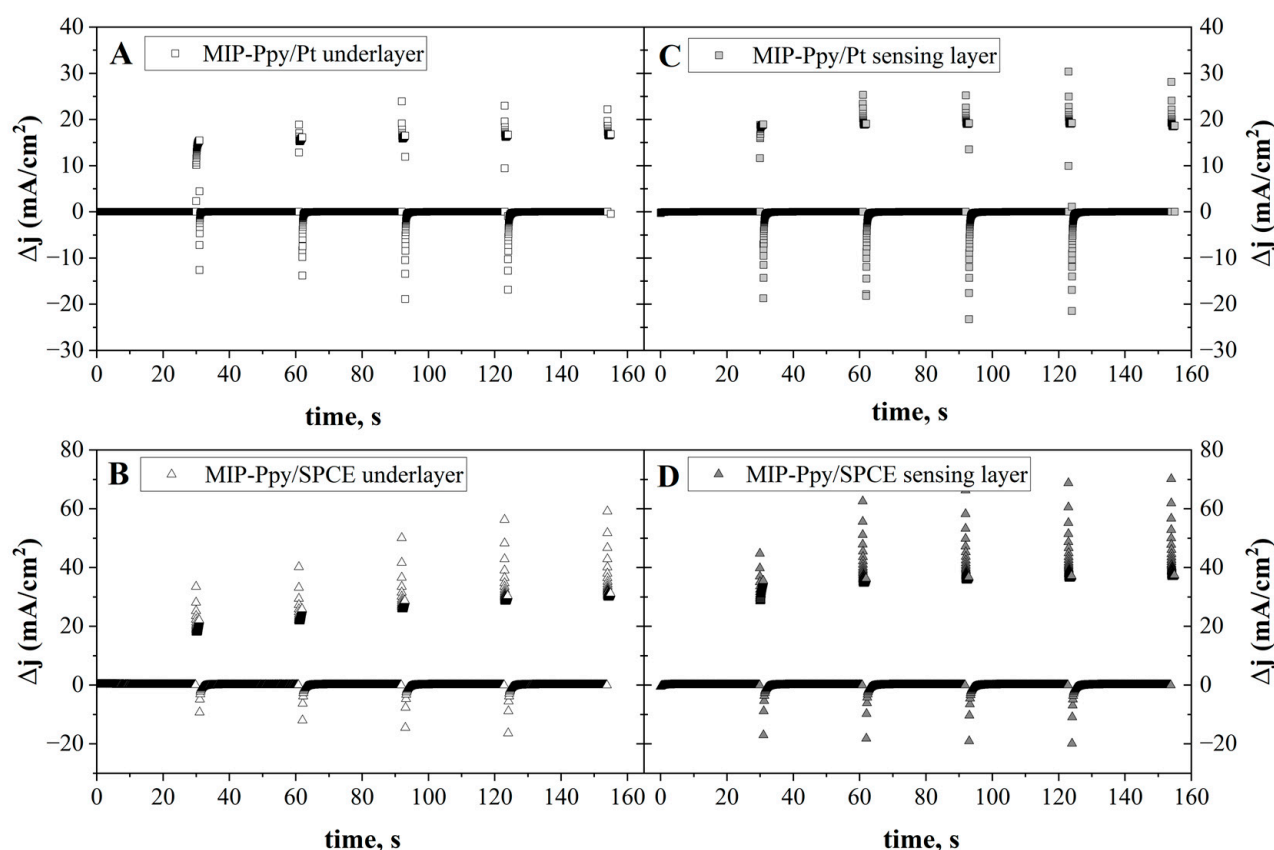 A
MIP-Ppy/Pt underlayer
Δj (mA/cm²)
40
30
20
10
0
−10
−20
−30
0 20 40 60 80 100 120 140 160
time, s
C
MIP-Ppy/Pt sensing layer
Δj (mA/cm²)
40
30
20
10
0
−10
−20
−30
0 20 40 60 80 100 120 140 160
time, s
B
MIP-Ppy/SPCE underlayer
Δj (mA/cm²)
80
60
40
20
0
−20
0 20 40 60 80 100 120 140 160
time, s
D
MIP-Ppy/SPCE sensing layer
Δj (mA/cm²)
80
60
40
20
0
−20
0 20 40 60 80 100 120 140 160
time, s